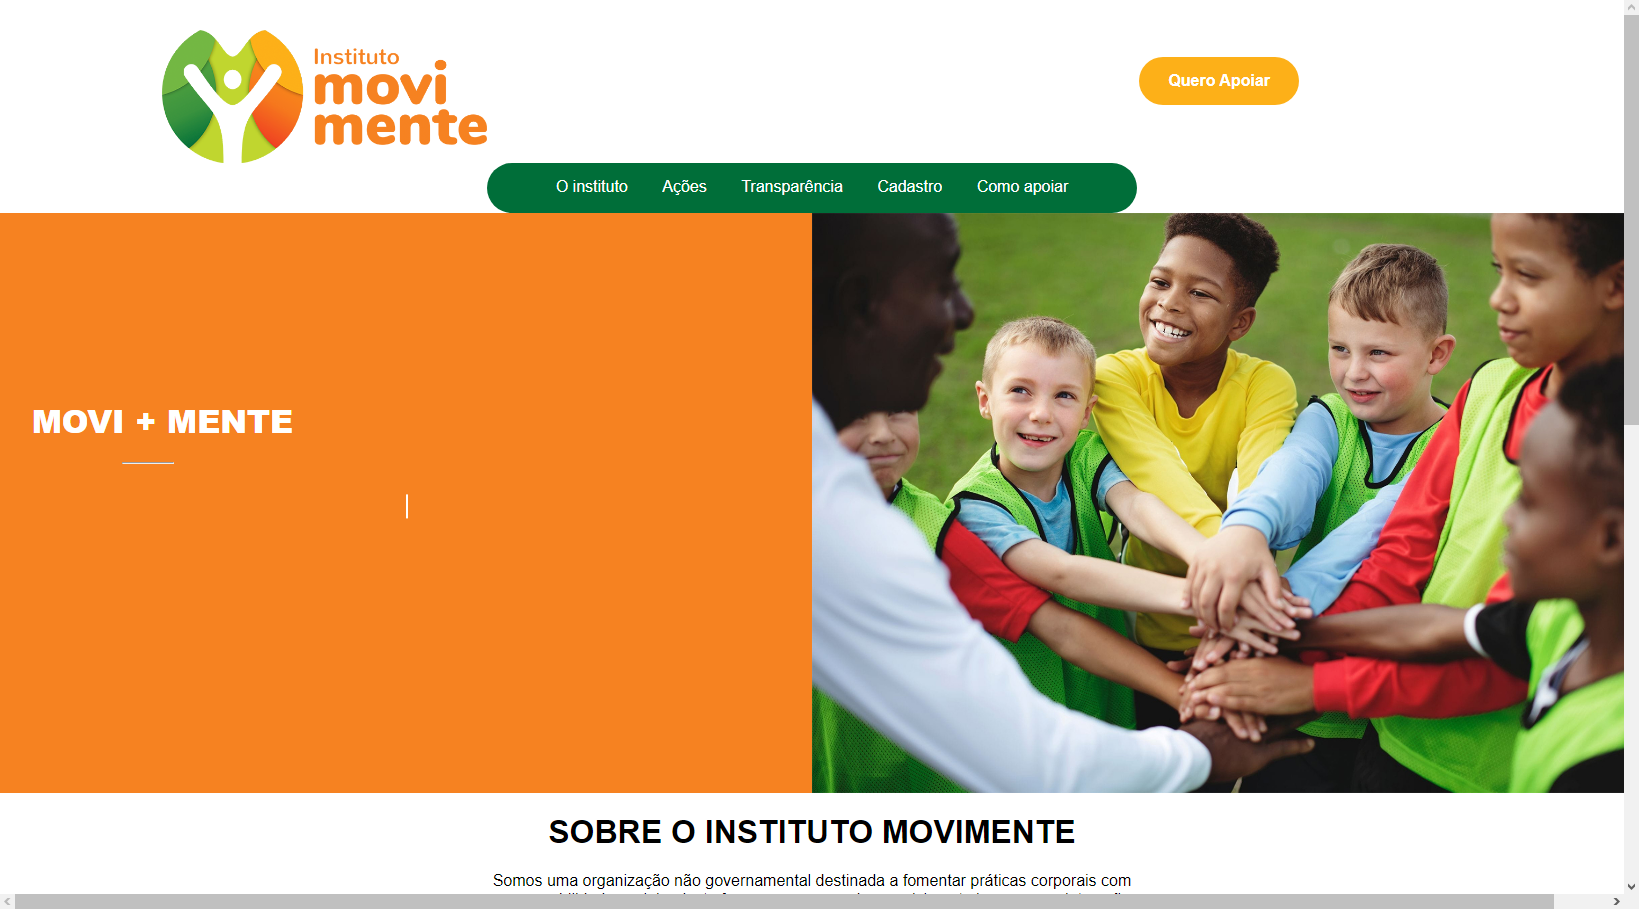 Instituto
movi
mente
Quero Apoiar
O instituto Ações Transparência Cadastro Como apoiar
MOVI + MENTE
SOBRE O INSTITUTO MOVIMENTE
Somos uma organização não governamental destinada a fomentar práticas corporais com